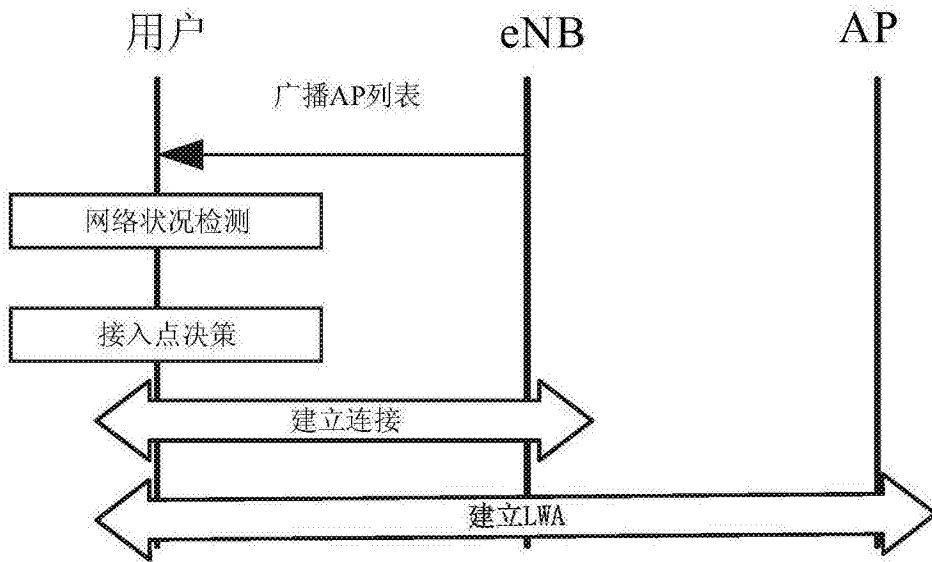 用户
eNB
AP
广播AP列表
网络状况检测
接入点决策
建立连接
建立LWA